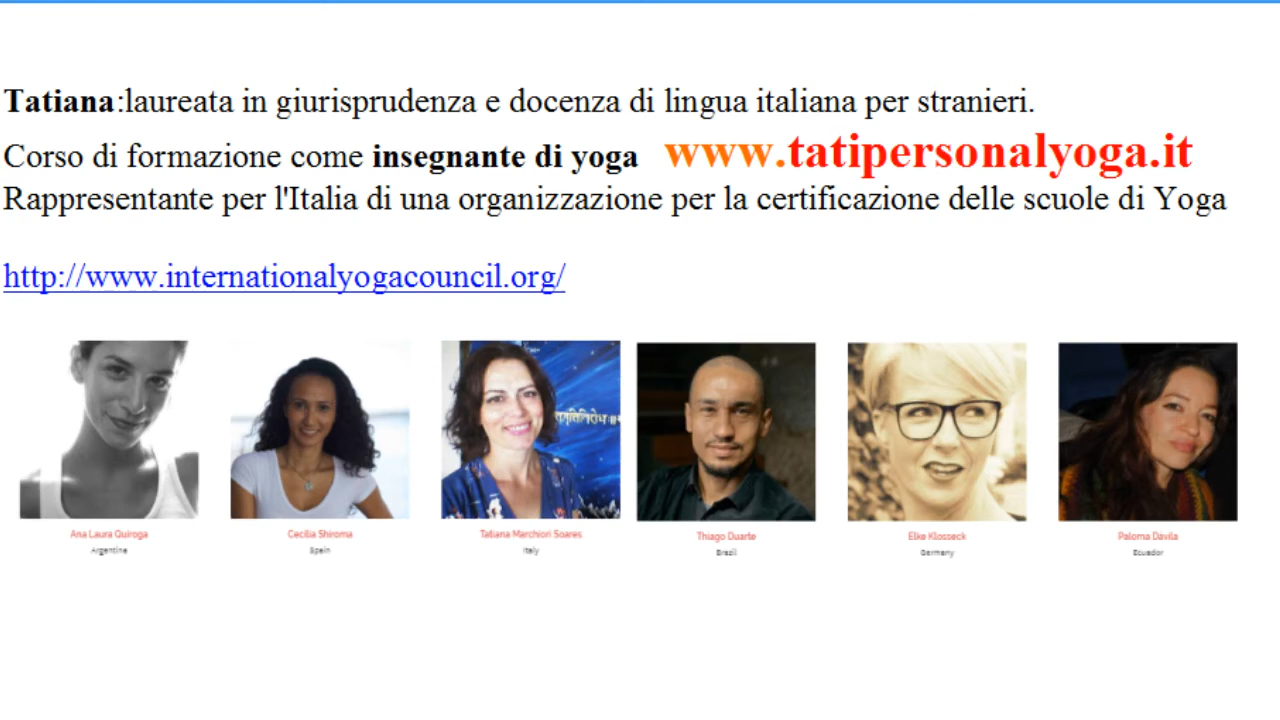 Tatiana:laureata in giurisprudenza e docenza di lingua italiana per stranieri.
Corso di formazione come insegnante di yoga www.tatipersonalyoga.it
Rappresentante per l'Italia di una organizzazione per la certificazione delle scuole di Yoga
http://www.internationalyogacouncil.org/
Ana Laura Quiroga Cecilia Shiroma Tatiana Marchiori Soares Thiago Duarte Elke Klosseck Paloma Davila
Argentina Spain Italy Brazil Germany Ecuador